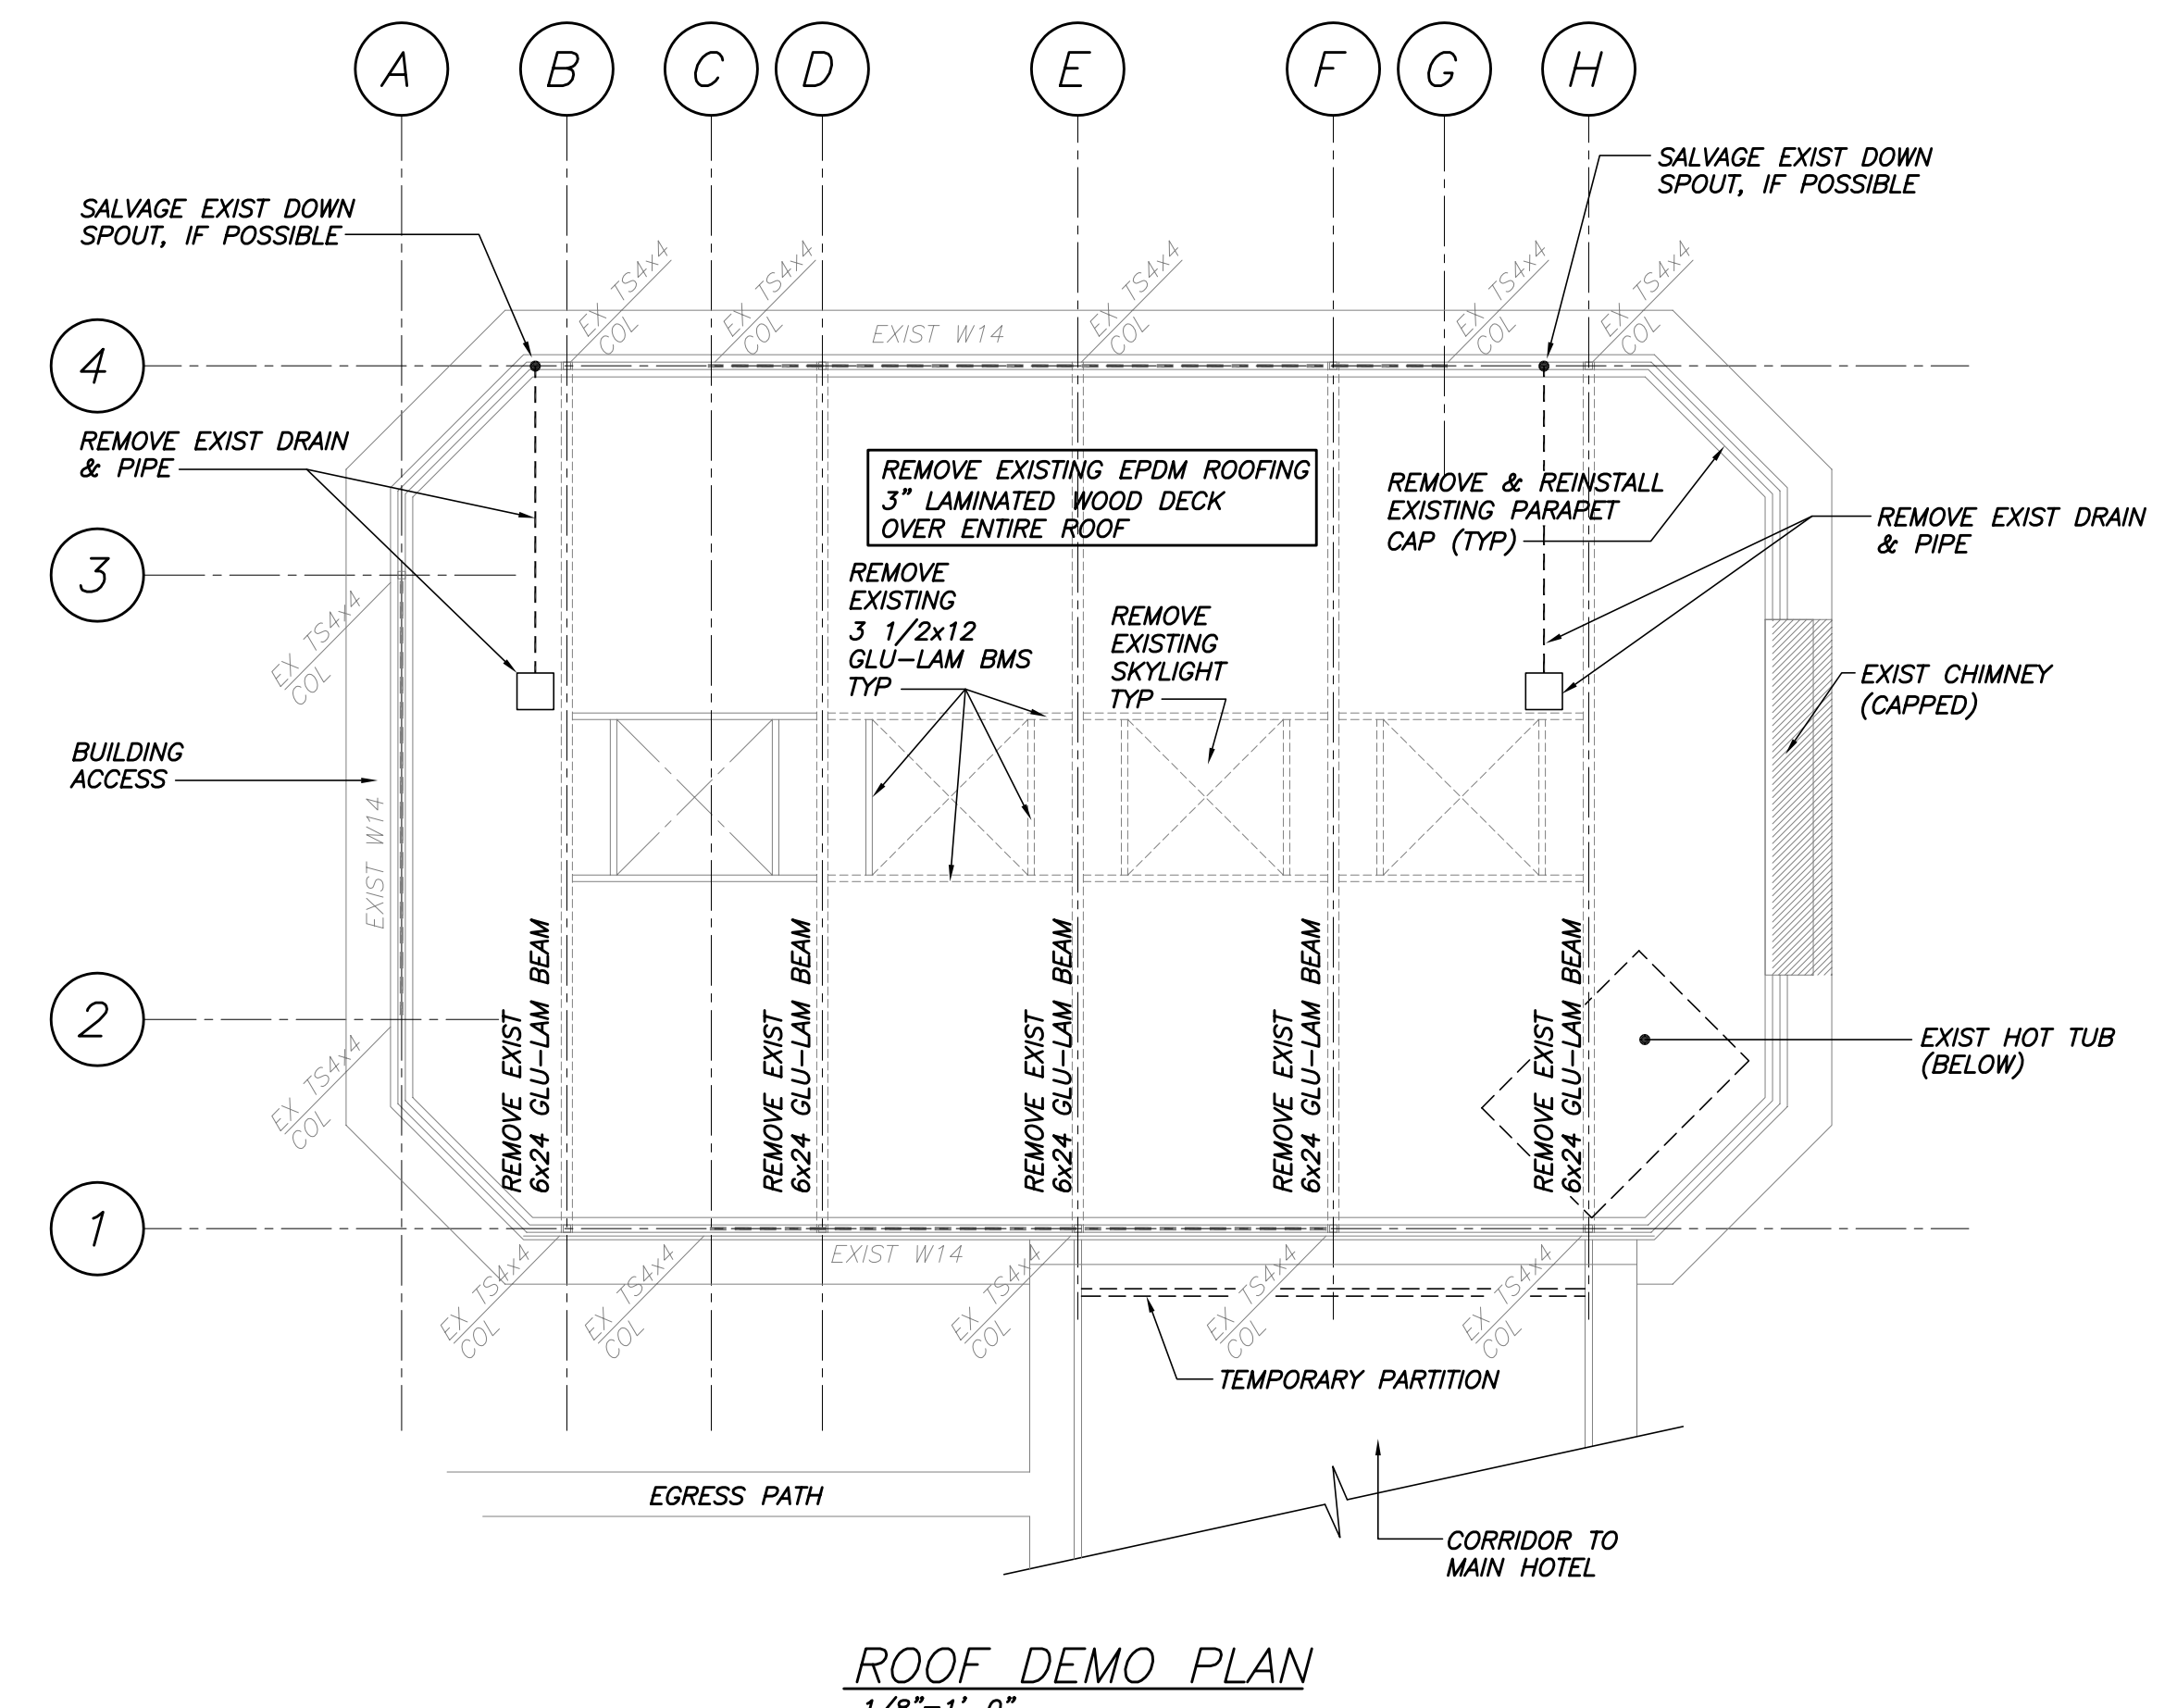 A B C D E F G H
SALVAGE EXIST DOWN
SPOUT, IF POSSIBLE
SALVAGE EXIST DOWN
SPOUT, IF POSSIBLE
EX TS4x4
COL
EX TS4x4
COL
EX TS4x4
COL
EX TS4x4
COL
EX TS4x4
COL
EXIST W14
4
REMOVE EXIST DRAIN
& PIPE
REMOVE EXISTING EPDM ROOFING
3" LAMINATED WOOD DECK
OVER ENTIRE ROOF
REMOVE & REINSTALL
EXISTING PARAPET
CAP (TYP)
REMOVE EXIST DRAIN
& PIPE
3
EX TS4x4
COL
REMOVE
EXISTING
3 1/2x12
GLU-LAM BMS
TYP
REMOVE
EXISTING
SKYLIGHT
TYP
EXIST CHIMNEY
(CAPPED)
BUILDING
ACCESS
EXIST W14
2
EX TS4x4
COL
REMOVE EXIST
6x24 GLU-LAM BEAM
REMOVE EXIST
6x24 GLU-LAM BEAM
REMOVE EXIST
6x24 GLU-LAM BEAM
REMOVE EXIST
6x24 GLU-LAM BEAM
REMOVE EXIST
6x24 GLU-LAM BEAM
EXIST HOT TUB
(BELOW)
1
EXIST W14
EX TS4x4
COL
EX TS4x4
COL
EX TS4x4
COL
EX TS4x4
COL
EX TS4x4
COL
TEMPORARY PARTITION
EGRESS PATH
CORRIDOR TO
MAIN HOTEL
ROOF DEMO PLAN
1/8"=1'-0"